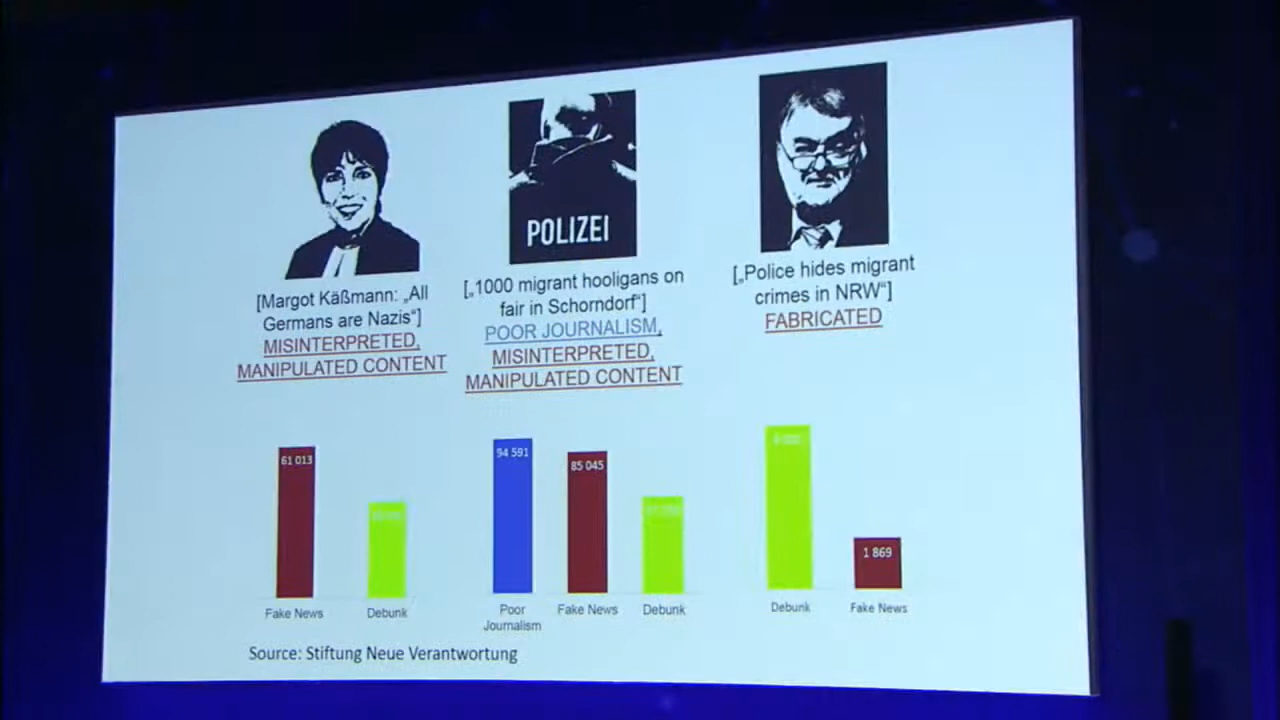 POLIZEI
[Margot Käßmann: „All
Germans are Nazis“]
MISINTERPRETED,
MANIPULATED CONTENT
[„1000 migrant hooligans on
fair in Schorndorf“]
POOR JOURNALISM,
MISINTERPRETED,
MANIPULATED CONTENT
[„Police hides migrant
crimes in NRW“]
FABRICATED
61 013
Fake News
Debunk
94 591
85 045
Poor
Journalism
Fake News
Debunk
1 869
Debunk
Fake News
Source: Stiftung Neue Verantwortung